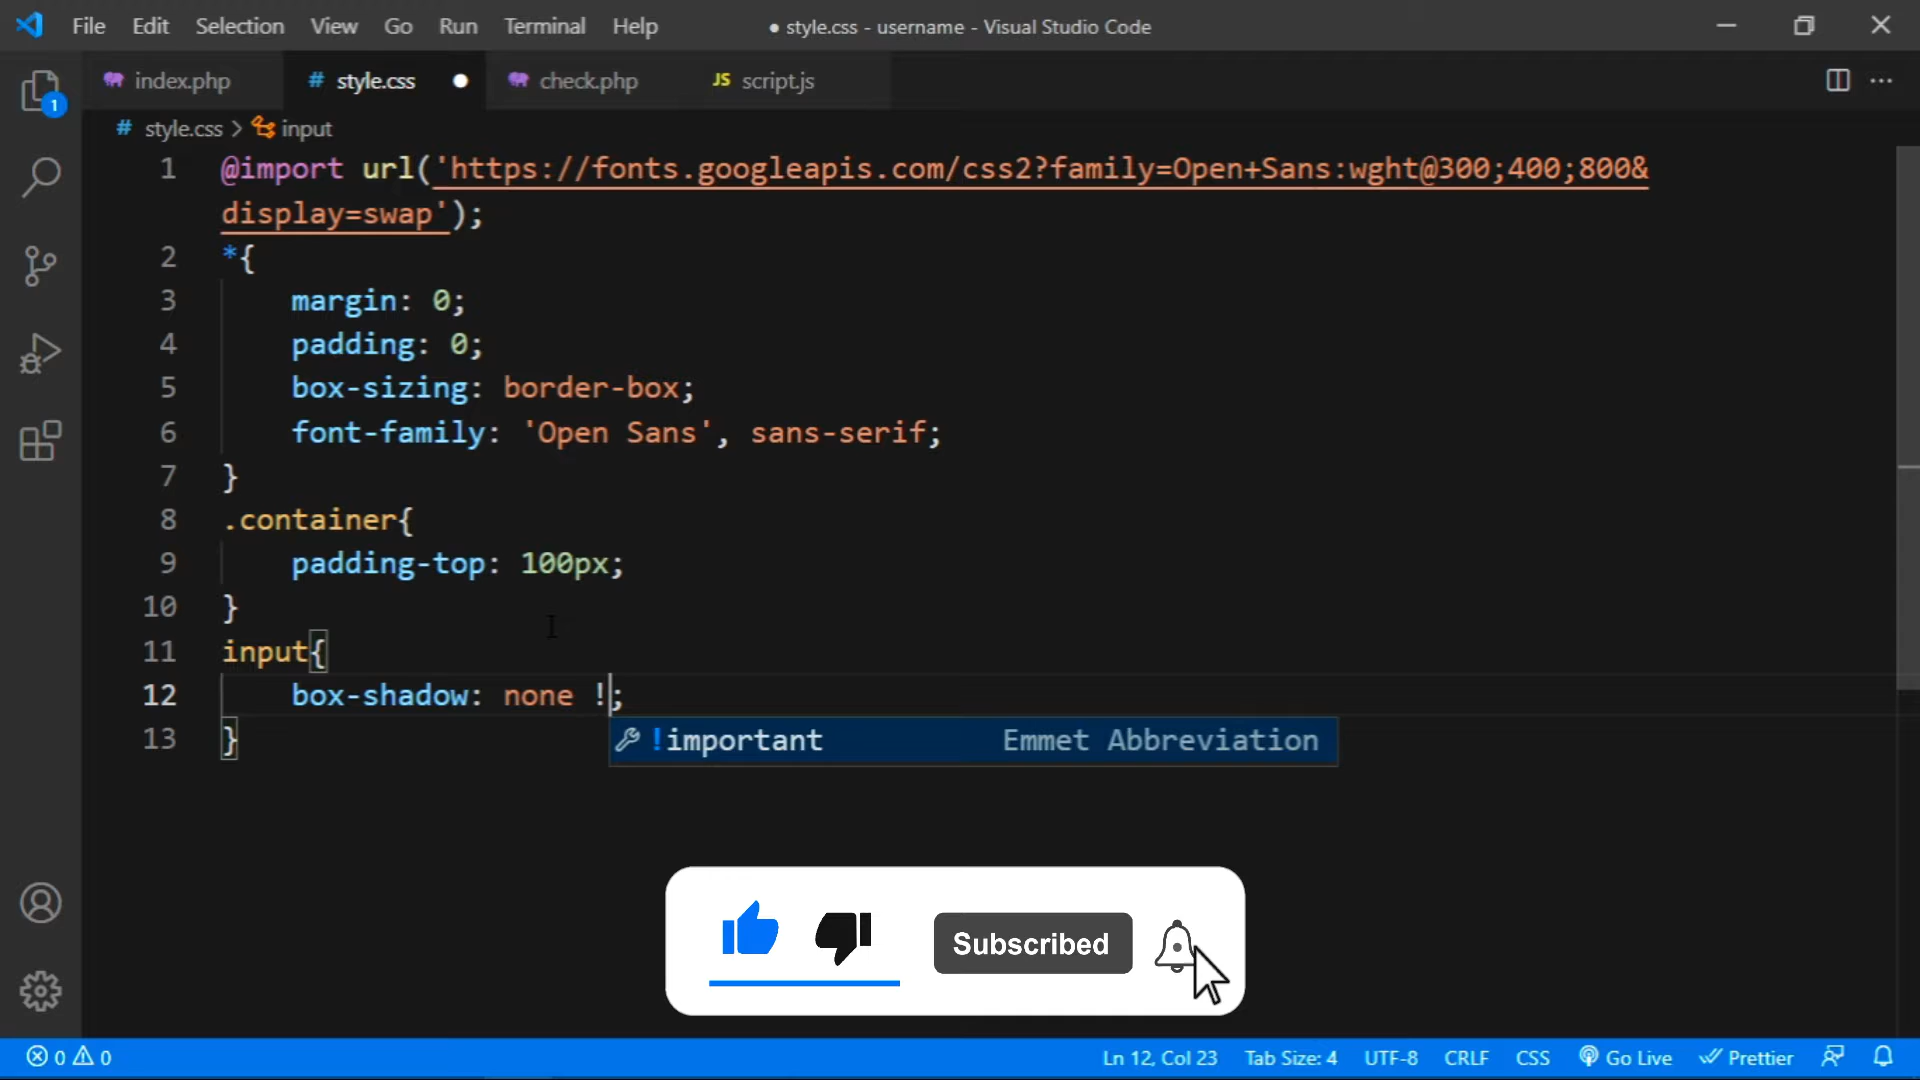 File Edit Selection View Go Run Terminal Help ● style.css - username - Visual Studio Code
index.php # style.css ● check.php JS script.js
1
# style.css > input
1 @import url('https://fonts.googleapis.com/css2?family=Open+Sans:wght@300;400;800&
display=swap');
2 *{
3 margin: 0;
4 padding: 0;
5 box-sizing: border-box;
6 font-family: 'Open Sans', sans-serif;
7 }
8 .container{
9 padding-top: 100px;
10 }
11 input{
12 box-shadow: none !;
!important Emmet Abbreviation
13 }
Subscribed
0 0 Ln 12, Col 23 Tab Size: 4 UTF-8 CRLF CSS Go Live Prettier